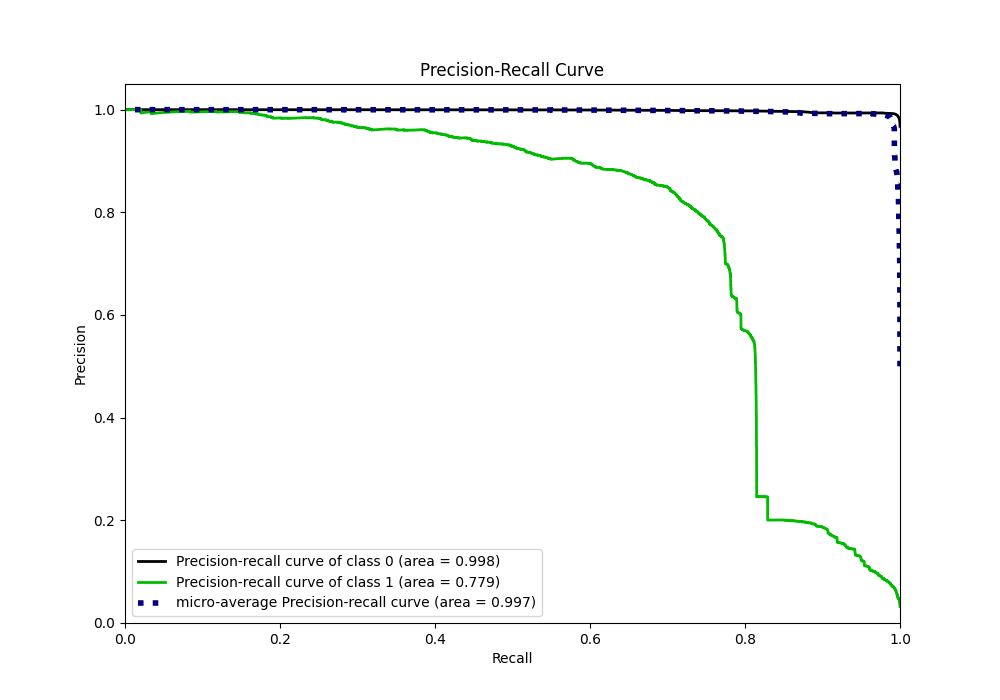 Precision-Recall Curve
1.0
0.8
0.6
0.4
0.2
0.0
Precision
Precision-recall curve of class 0 (area = 0.998)
Precision-recall curve of class 1 (area = 0.779)
micro-average Precision-recall curve (area = 0.997)
0.0 0.2 0.4 0.6 0.8 1.0
Recall